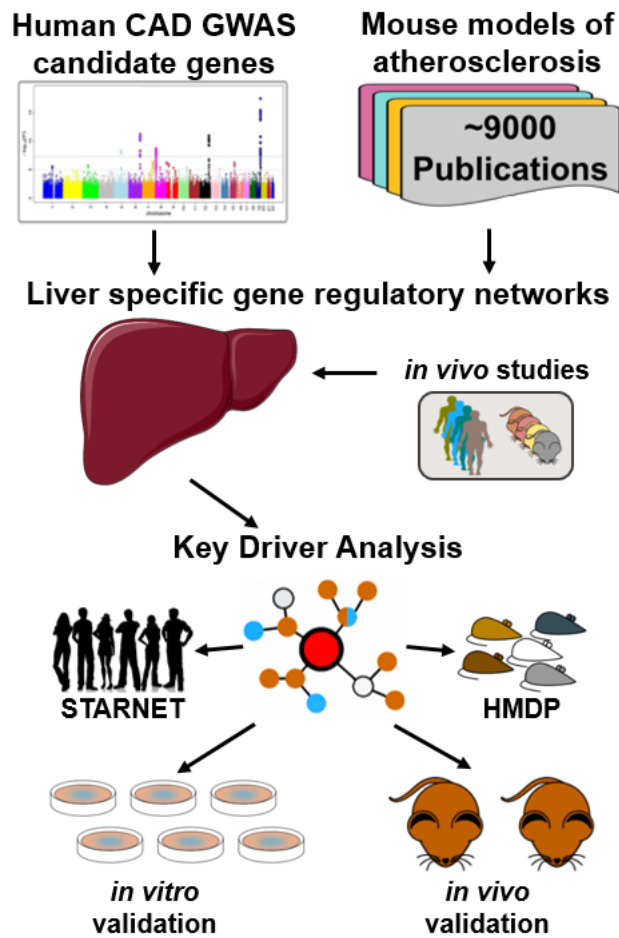 Human CAD GWAS
candidate genes
Mouse models of
atherosclerosis
~9000
Publications
chromosome
Liver specific gene regulatory networks
in vivo studies
Key Driver Analysis
STARNET
HMDP
in vitro
validation
in vivo
validation